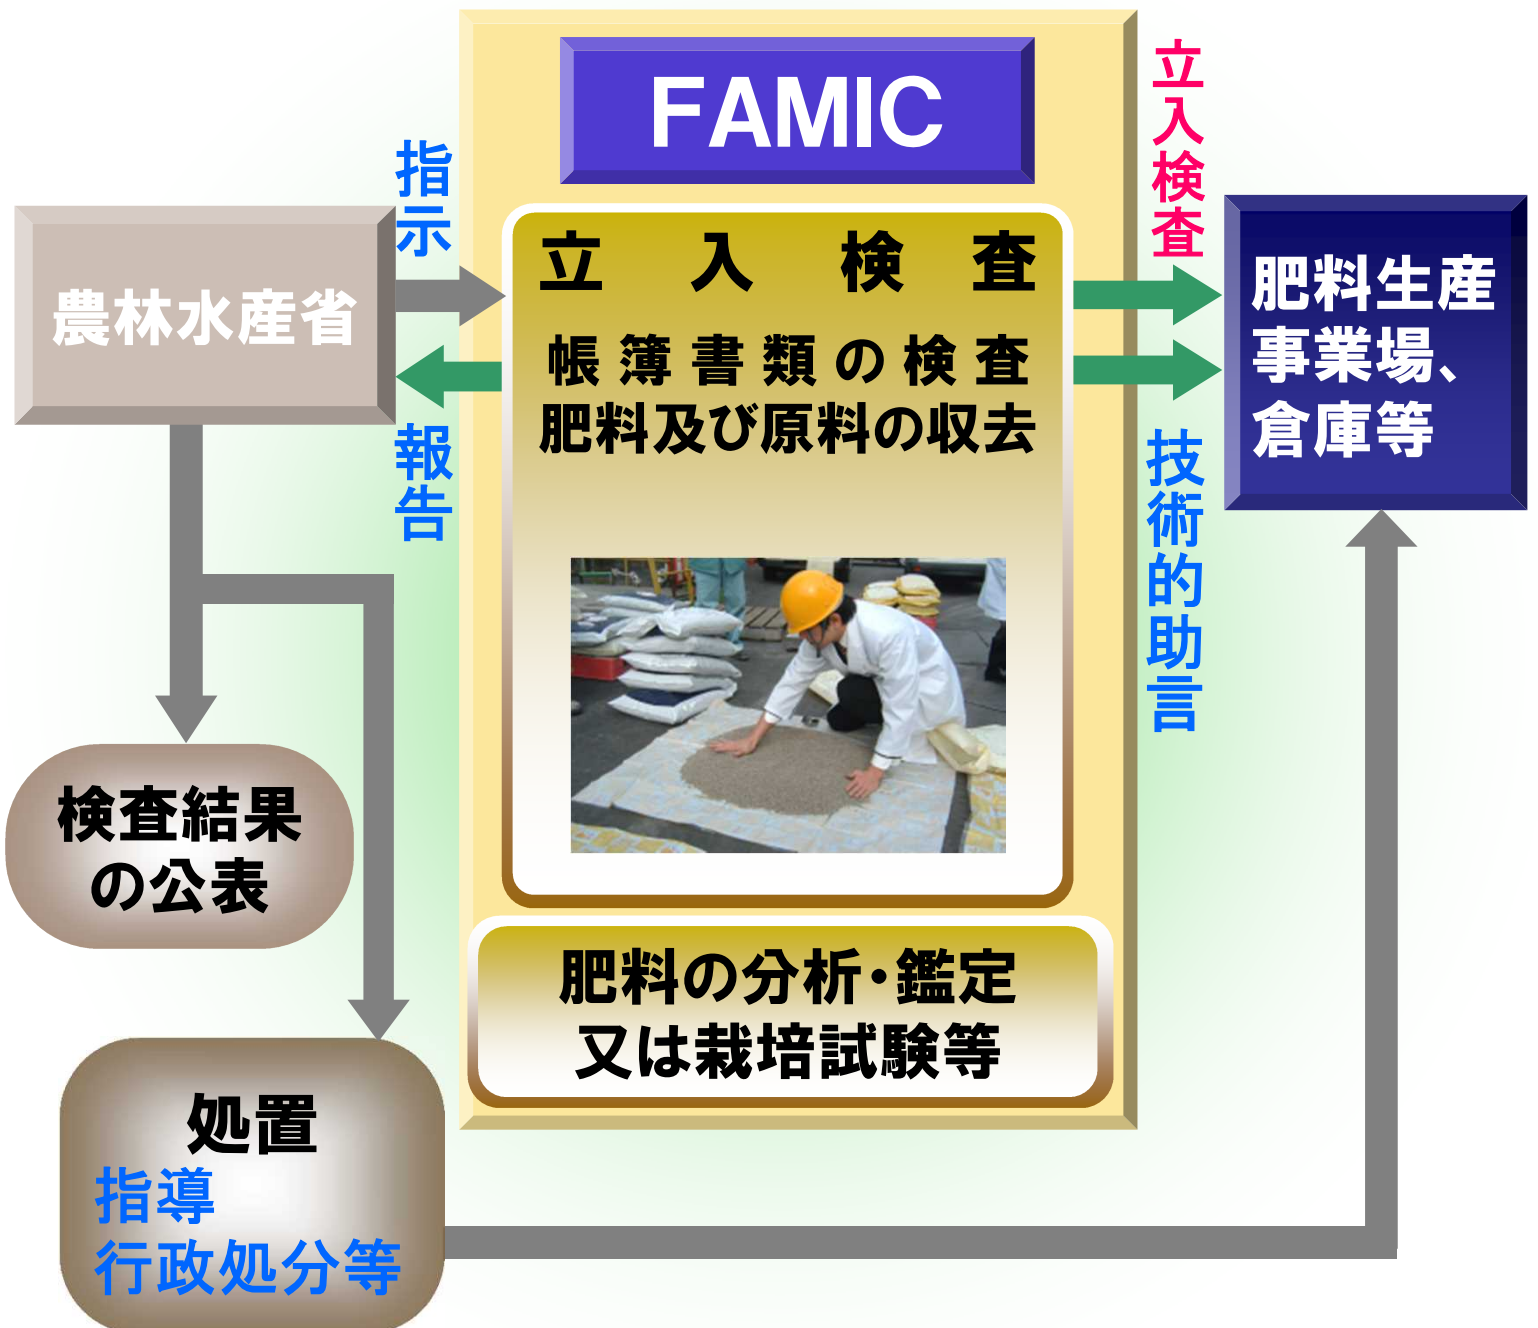 FAMIC
立入検査
指示
農林水産省
報告
立入検査
帳簿書類の検査
肥料及び原料の収去
肥料生産
事業場、
倉庫等
技術的助言
検査結果
の公表
肥料の分析・鑑定
又は栽培試験等
処置
指導
行政処分等